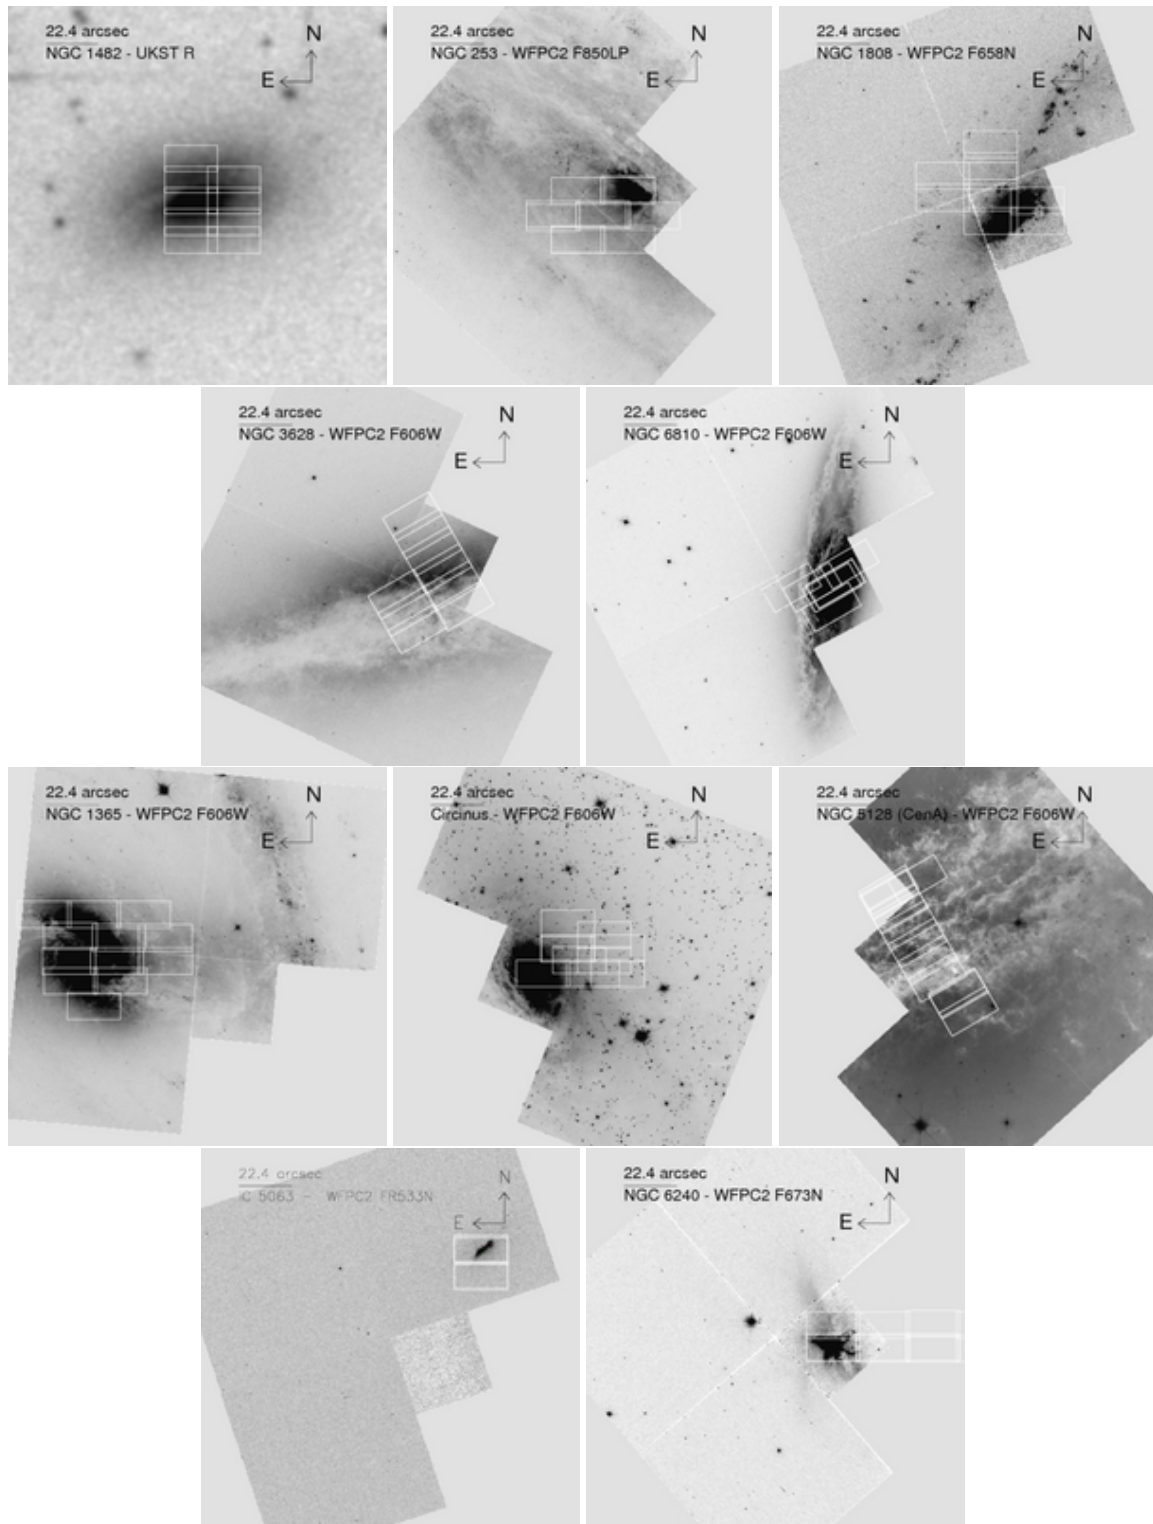 22.4 arcsec
NGC 1482 - UKST R
N
E
22.4 arcsec
NGC 253 - WFPC2 F850LP
N
E
22.4 arcsec
NGC 1808 - WFPC2 F658N
N
E
22.4 arcsec
NGC 3628 - WFPC2 F606W
N
E
22.4 arcsec
NGC 6810 - WFPC2 F606W
N
E
22.4 arcsec
NGC 1365 - WFPC2 F606W
N
E
22.4 arcsec
Circinus - WFPC2 F606W
N
E
22.4 arcsec
NGC 5128 (CenA) - WFPC2 F606W
N
E
22.4 arcsec
IC 5063 - WFPC2 FR533N
N
E
22.4 arcsec
NGC 6240 - WFPC2 F673N
N
E